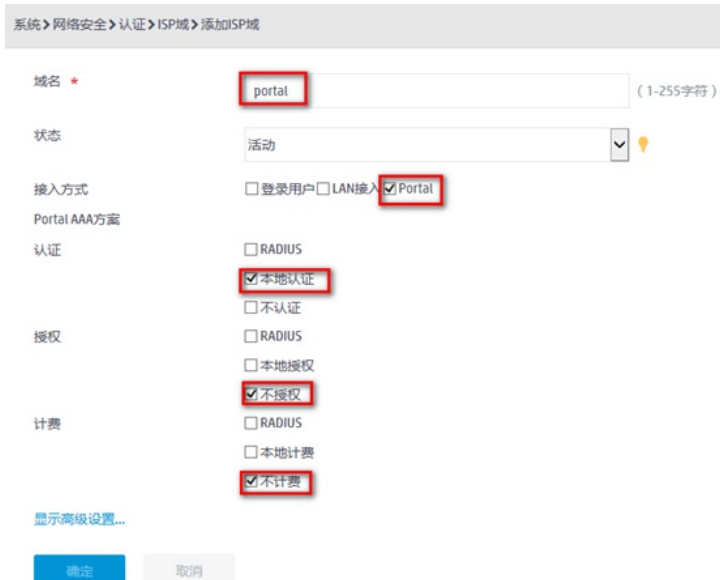 系统>网络安全>认证>ISP域>添加ISP域
域名 * portal (1-255字符)
状态 活动
接入方式 登录用户 LAN接入 Portal
Portal AAA方案
认证 RADIUS
本地认证
不认证
授权 RADIUS
本地授权
不授权
计费 RADIUS
本地计费
不计费
显示高级设置...
确定 取消